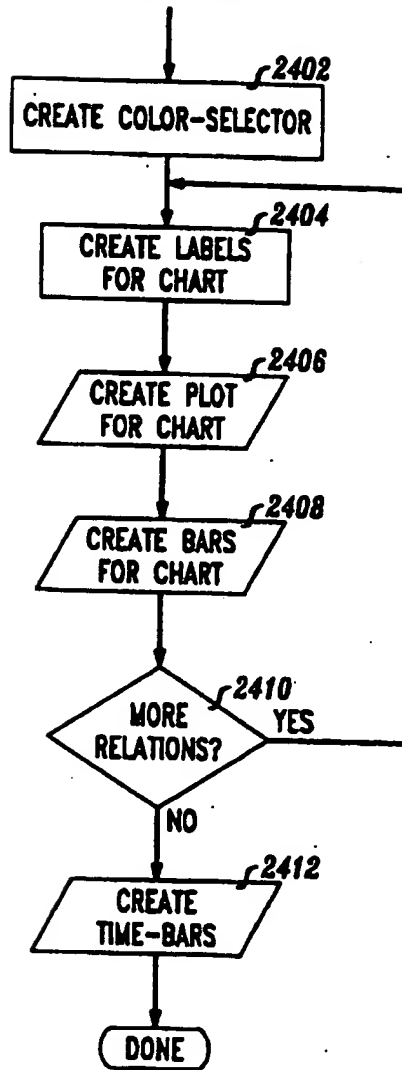 2402
CREATE COLOR-SELECTOR
2404
CREATE LABELS
FOR CHART
2406
CREATE PLOT
FOR CHART
2408
CREATE BARS
FOR CHART
2410
MORE
RELATIONS?
YES
NO
2412
CREATE
TIME-BARS
DONE